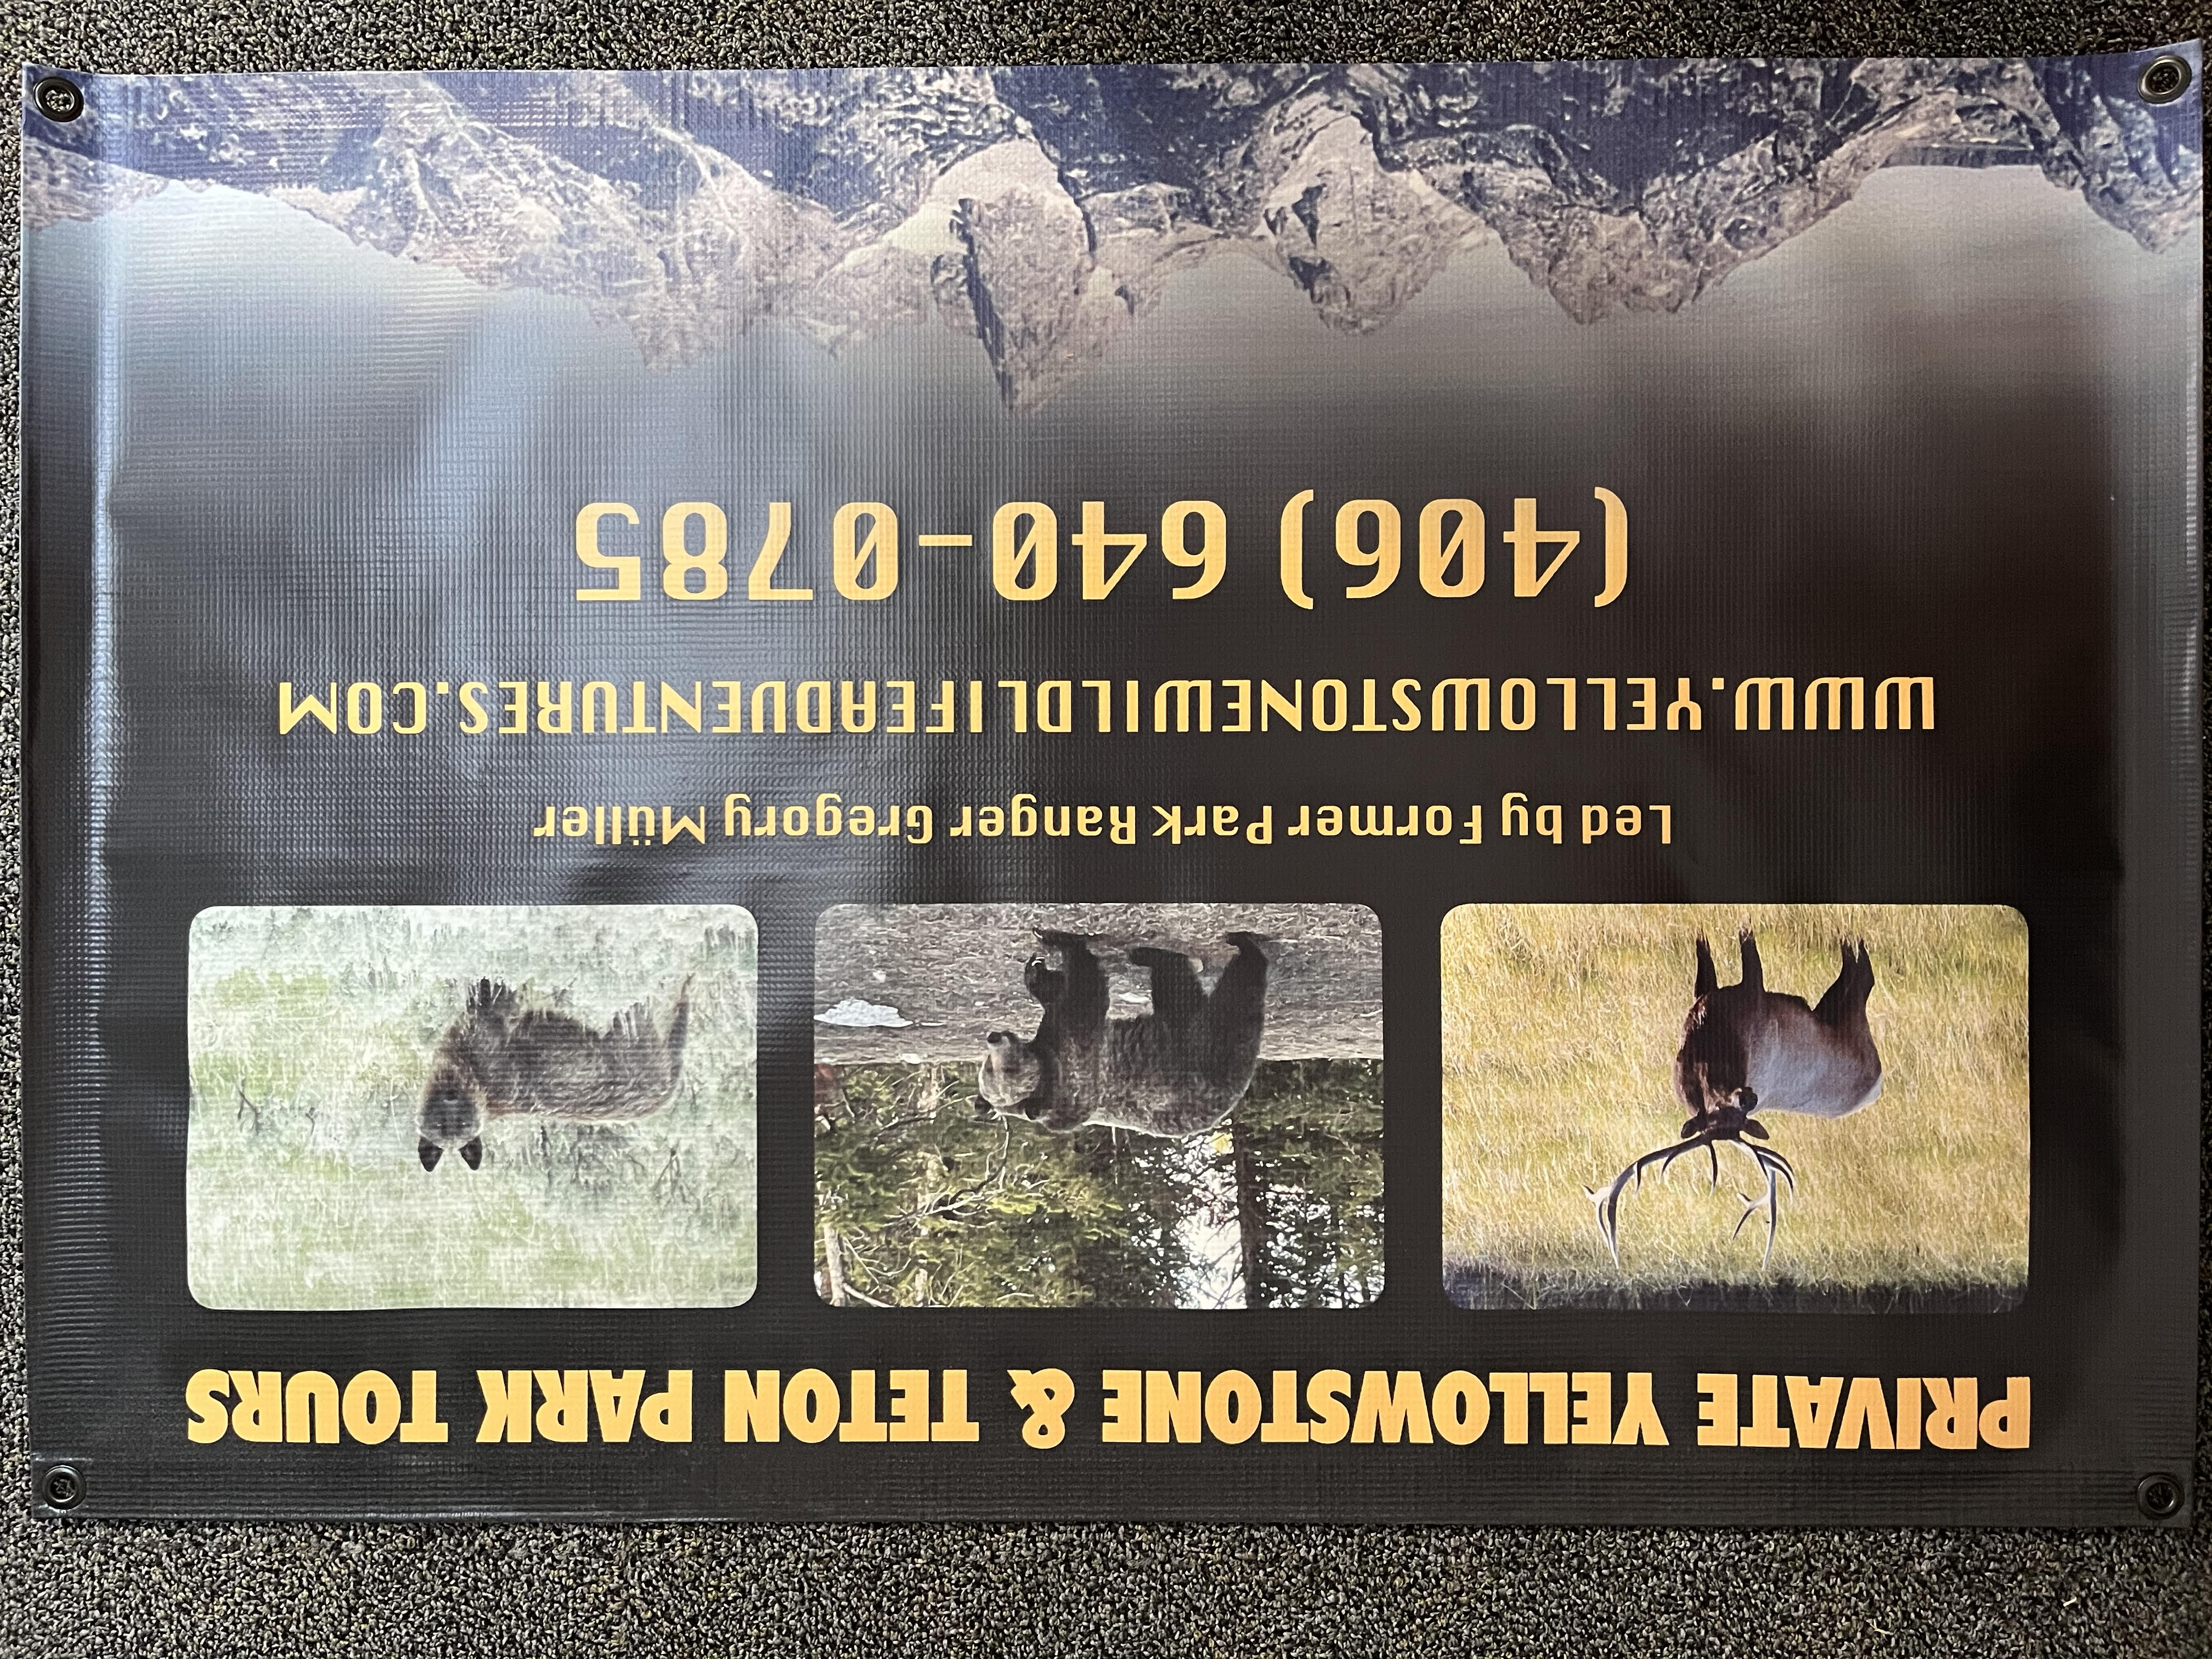 PRIVATE YELLOWSTONE & TETON PARK TOURS
Led by Former Park Ranger Gregory Müller
WWW.YELLOWSTONEWILDLIFEADVENTURES.COM
(406) 640-0785